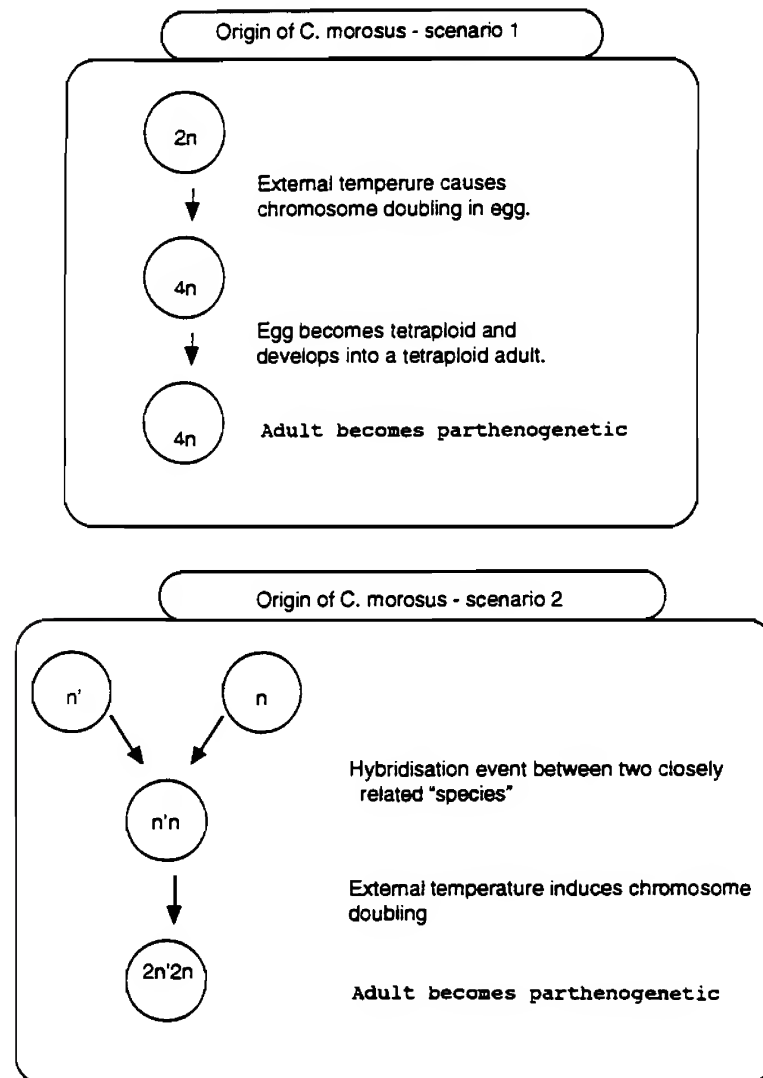 Origin of C. morosus - scenario 1
2n
External temperure causes
chromosome doubling in egg.
4n
Egg becomes tetraploid and
develops into a tetraploid adult.
4n
Adult becomes parthenogenetic
Origin of C. morosus - scenario 2
n'
n
Hybridisation event between two closely
related "species"
n'n
External temperature induces chromosome
doubling
2n'2n
Adult becomes parthenogenetic